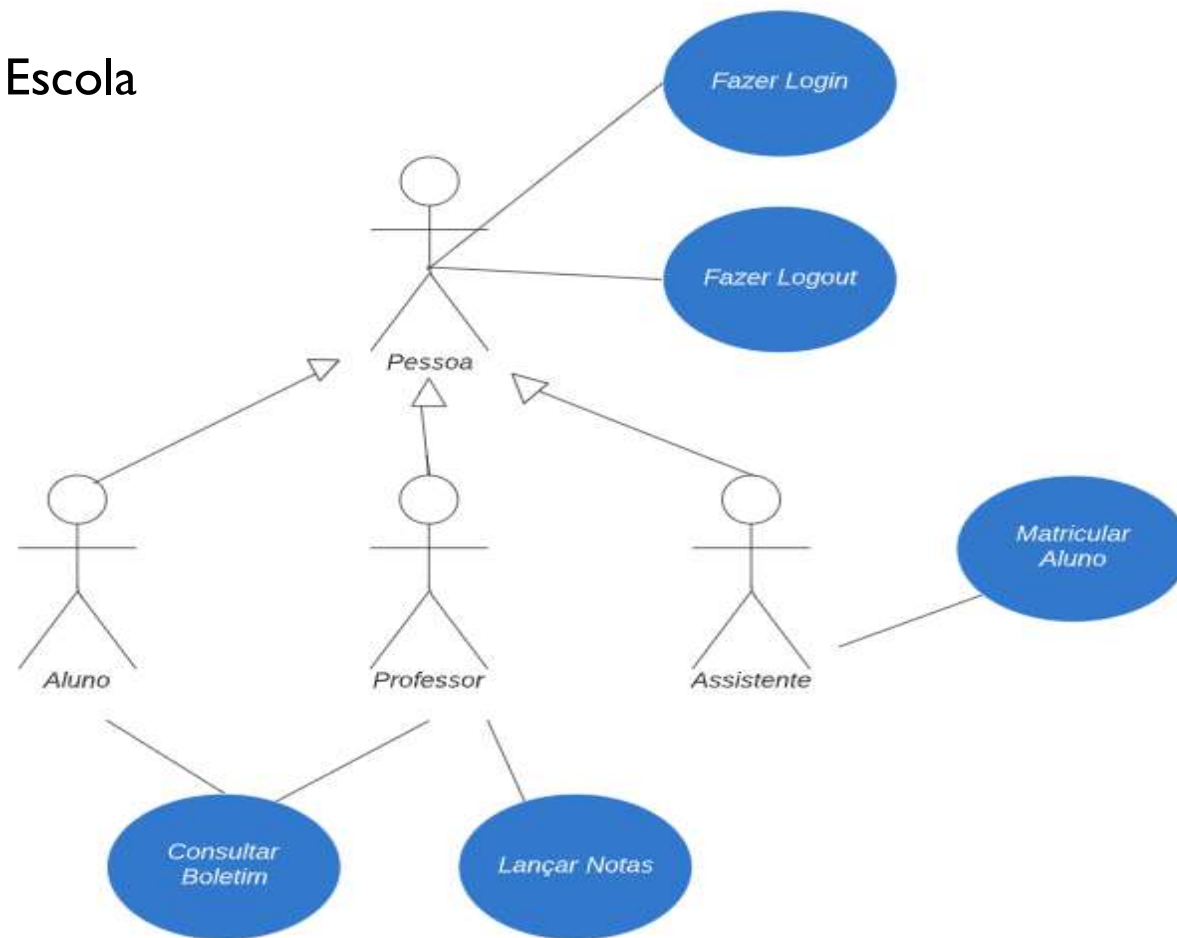 Escola
Fazer Login
Fazer Logout
Pessoa
Matricular
Aluno
Aluno
Professor
Assistente
Consultar
Boletim
Lançar Notas